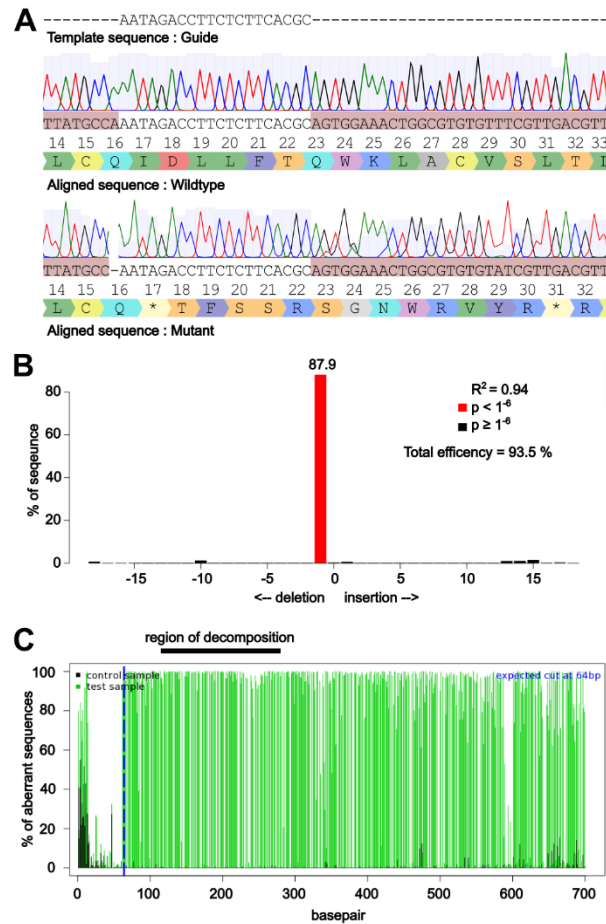 A
------AATAGACCTTCTCTTCACGC------
Template sequence : Guide
TTATGCCAAATAGACCTTCTCTTCACGCAGTGGAAACTGGCGTGTGTTTCGTTGACGTT
14 15 16 17 18 19 20 21 22 23 24 25 26 27 28 29 30 31 32 33
L C Q I D L L F T Q W K L A C V S L T
Aligned sequence : Wildtype
TTATGCC-AATAGACCTTCTCTTCACGCAGTGGAAACTGGCGTGTGTATCGTTGACGTT
14 15 16 17 18 19 20 21 22 23 24 25 26 27 28 29 30 31 32
L C Q * T F S S R S G N W R V Y R * R
Aligned sequence : Mutant
B
87.9
R2 = 0.94
p < 1-6
p ≥ 1-6
Total efficency = 93.5 %
% of seqeunce
80
60
40
20
0
-15 -10 -5 0 5 10 15
<-- deletion insertion -->
C
region of decomposition
control sample
test sample
expected cut at 64bp
% of aberrant sequences
100
80
60
40
20
0
0 100 200 300 400 500 600 700
basepair